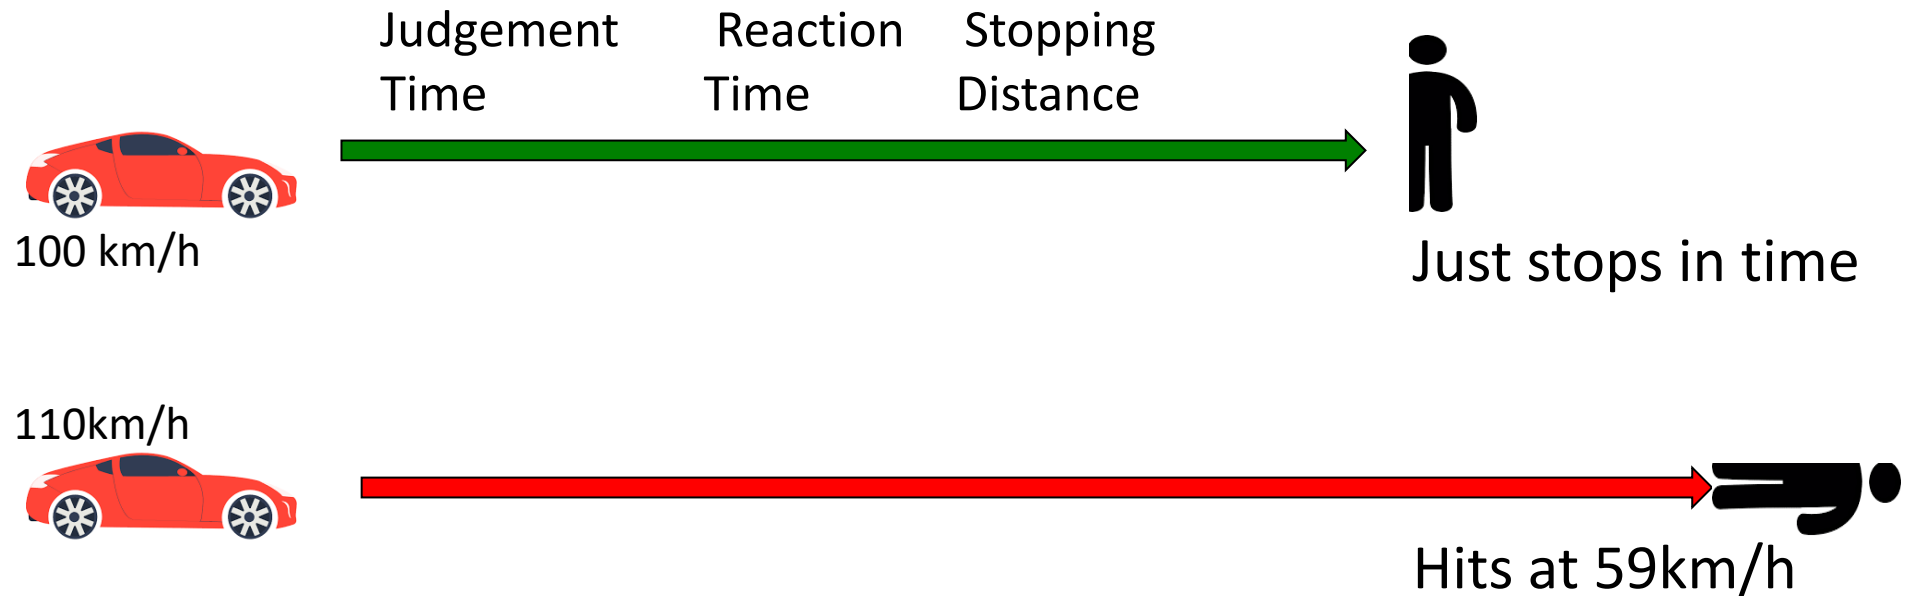 Judgement Reaction Stopping
Time Time Distance
100 km/h
Just stops in time
110km/h
Hits at 59km/h